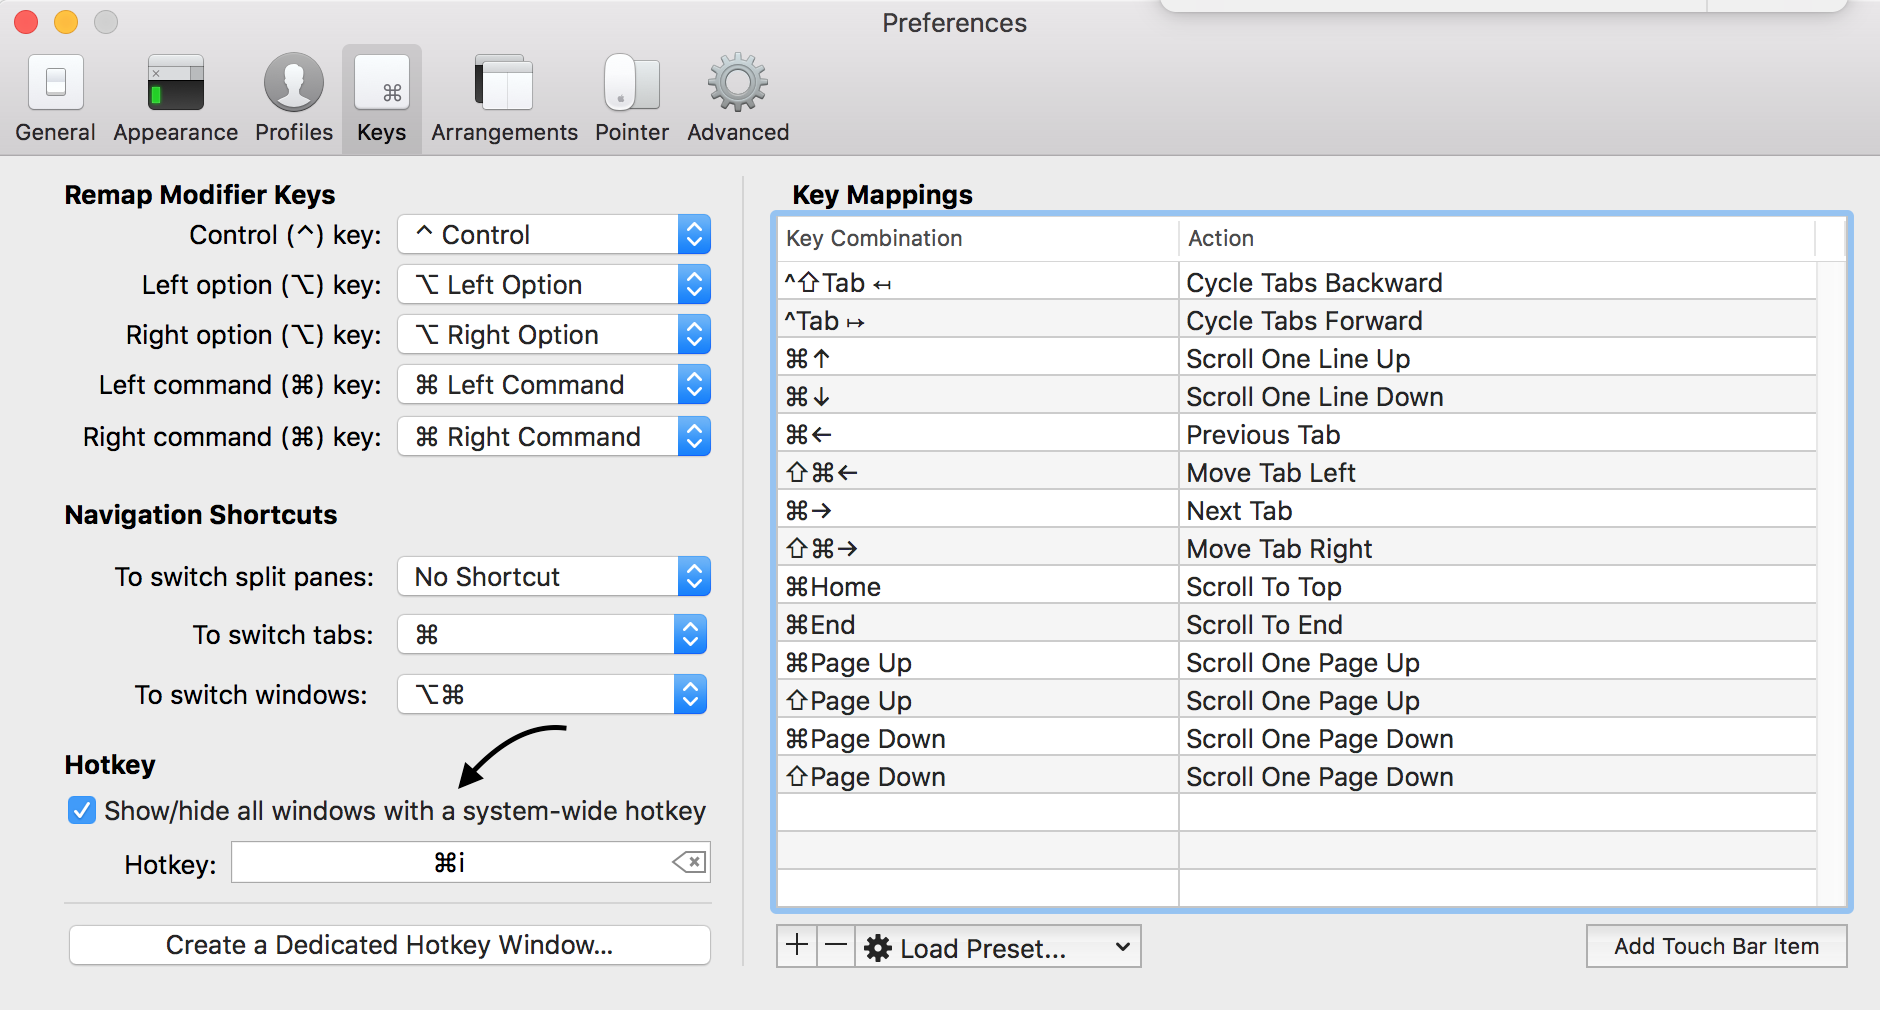 Preferences
General Appearance Profiles Keys Arrangements Pointer Advanced
Remap Modifier Keys
Control (^) key: ^ Control
Left option (⌥) key: ⌥ Left Option
Right option (⌥) key: ⌥ Right Option
Left command (⌘) key: ⌘ Left Command
Right command (⌘) key: ⌘ Right Command
Navigation Shortcuts
To switch split panes: No Shortcut
To switch tabs: ⌘
To switch windows: ⌥⌘
Hotkey
Show/hide all windows with a system-wide hotkey
Hotkey: ⌘i
Create a Dedicated Hotkey Window...
Key Mappings
Key Combination Action
^⇧Tab ↤ Cycle Tabs Backward
^Tab ↦ Cycle Tabs Forward
⌘↑ Scroll One Line Up
⌘↓ Scroll One Line Down
⌘← Previous Tab
⇧⌘← Move Tab Left
⌘→ Next Tab
⇧⌘→ Move Tab Right
⌘Home Scroll To Top
⌘End Scroll To End
⌘Page Up Scroll One Page Up
⇧Page Up Scroll One Page Up
⌘Page Down Scroll One Page Down
⇧Page Down Scroll One Page Down
+ − Load Preset... Add Touch Bar Item